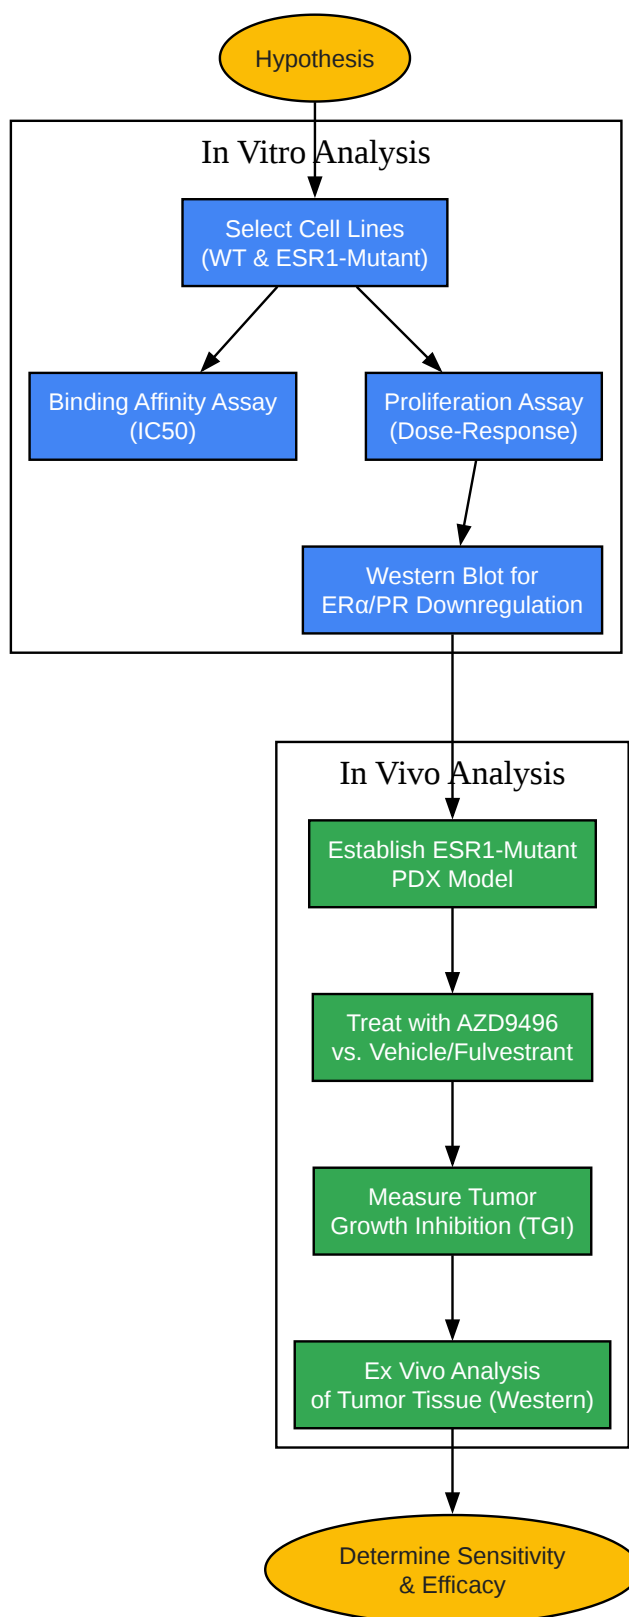 Hypothesis
In Vitro Analysis
Select Cell Lines
(WT & ESR1-Mutant)
Binding Affinity Assay
(IC50)
Proliferation Assay
(Dose-Response)
Western Blot for
ERα/PR Downregulation
In Vivo Analysis
Establish ESR1-Mutant
PDX Model
Treat with AZD9496
vs. Vehicle/Fulvestrant
Measure Tumor
Growth Inhibition (TGI)
Ex Vivo Analysis
of Tumor Tissue (Western)
Determine Sensitivity
& Efficacy